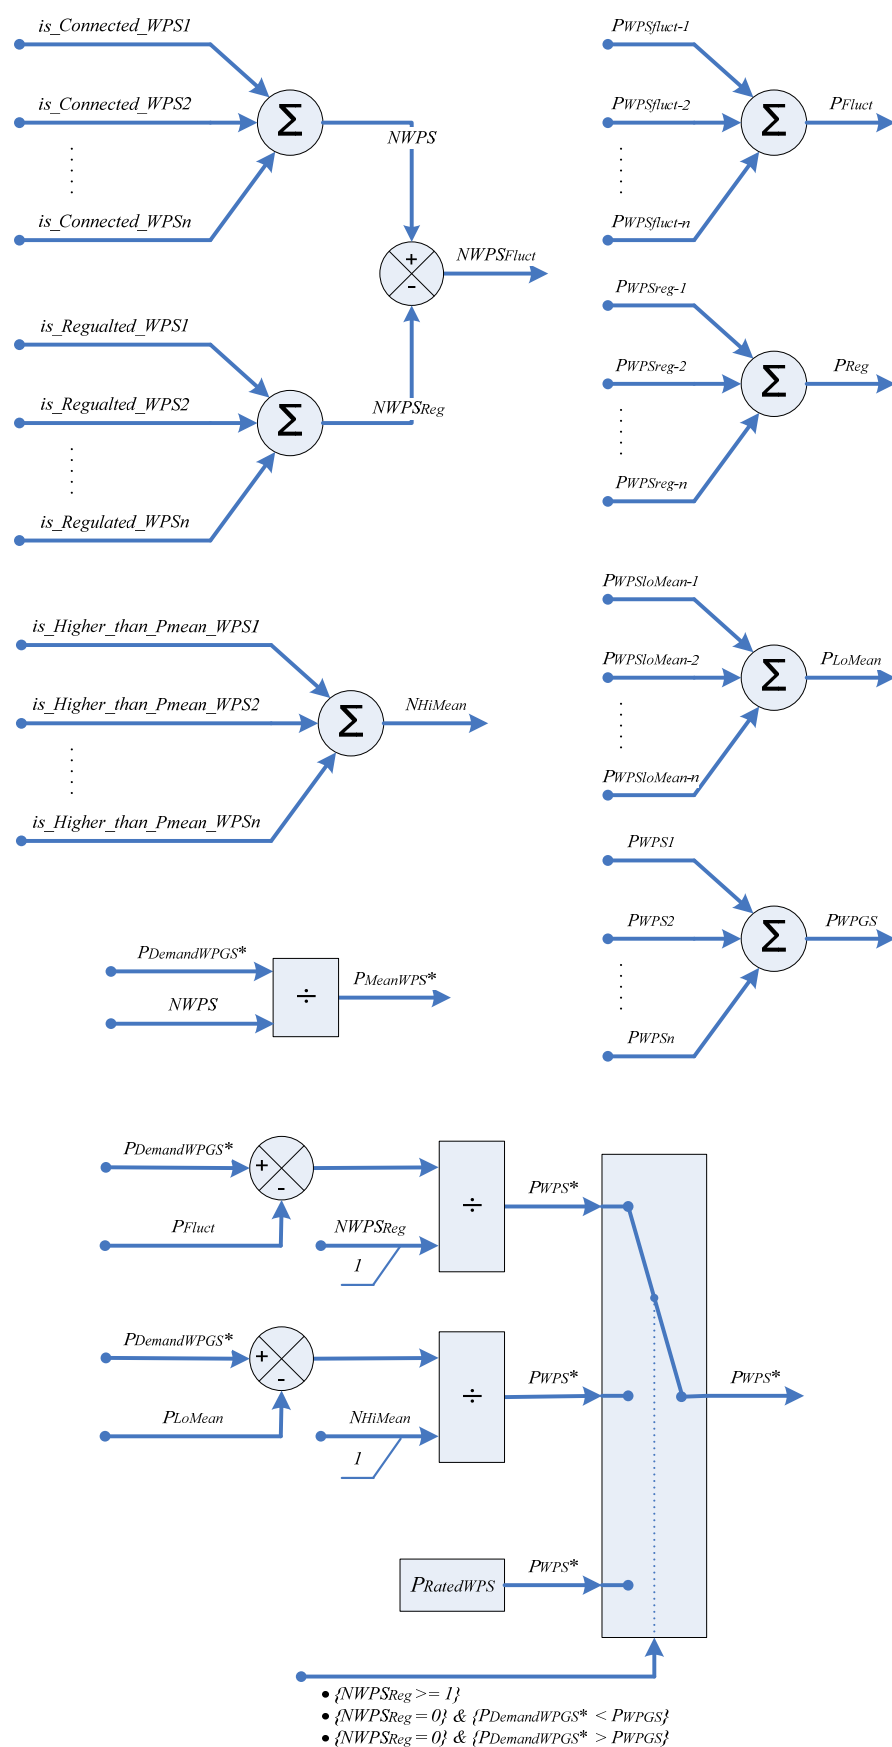 is_Connected_WPS1
is_Connected_WPS2
is_Connected_WPSn
Σ
NWPS
+
-
NWPSFluct
is_Regualted_WPS1
is_Regualted_WPS2
is_Regulated_WPSn
Σ
NWPSReg
is_Higher_than_Pmean_WPS1
is_Higher_than_Pmean_WPS2
is_Higher_than_Pmean_WPSn
Σ
NHiMean
PWPSfluct-1
PWPSfluct-2
PWPSfluct-n
Σ
PFluct
PWPSreg-1
PWPSreg-2
PWPSreg-n
Σ
PReg
PWPSloMean-1
PWPSloMean-2
PWPSloMean-n
Σ
PLoMean
PWPS1
PWPS2
PWPSn
Σ
PWPGS
PDemandWPGS*
NWPS
÷
PMeanWPS*
PDemandWPGS*
+
-
PFluct
NWPSReg
1
÷
PWPS*
PDemandWPGS*
+
-
PLoMean
NHiMean
1
÷
PWPS*
PWPS*
PRatedWPS
PWPS*
• {NWPSReg >= 1}
• {NWPSReg = 0} & {PDemandWPGS* < PWPGS}
• {NWPSReg = 0} & {PDemandWPGS* > PWPGS}